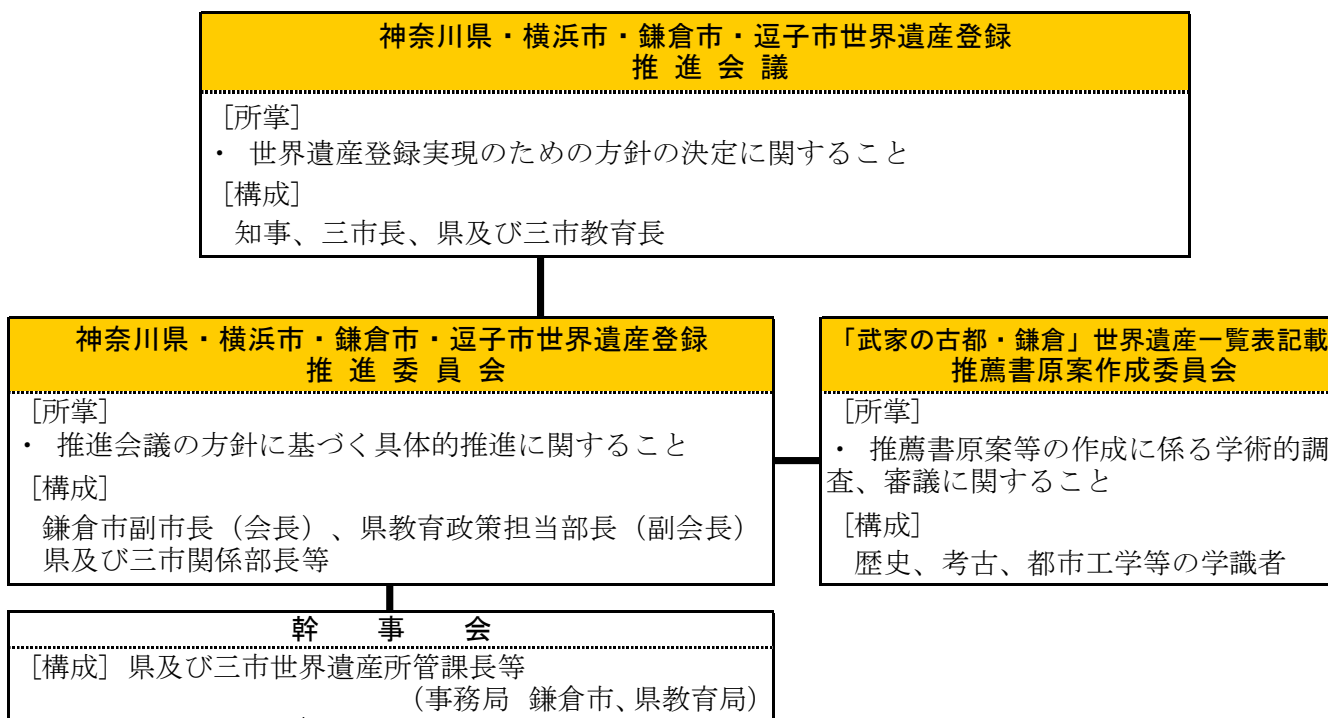 神奈川県・横浜市・鎌倉市・逗子市世界遺産登録
推進会議
［所掌］
・ 世界遺産登録実現のための方針の決定に関すること
［構成］
知事、三市長、県及び三市教育長
神奈川県・横浜市・鎌倉市・逗子市世界遺産登録
推進委員会
［所掌］
・ 推進会議の方針に基づく具体的推進に関すること
［構成］
鎌倉市副市長（会長）、県教育政策担当部長（副会長）
県及び三市関係部長等
「武家の古都・鎌倉」世界遺産一覧表記載
推薦書原案作成委員会
［所掌］
・ 推薦書原案等の作成に係る学術的調
査、審議に関すること
［構成］
歴史、考古、都市工学等の学識者
幹事会
［構成］県及び三市世界遺産所管課長等
（事務局 鎌倉市、県教育局）